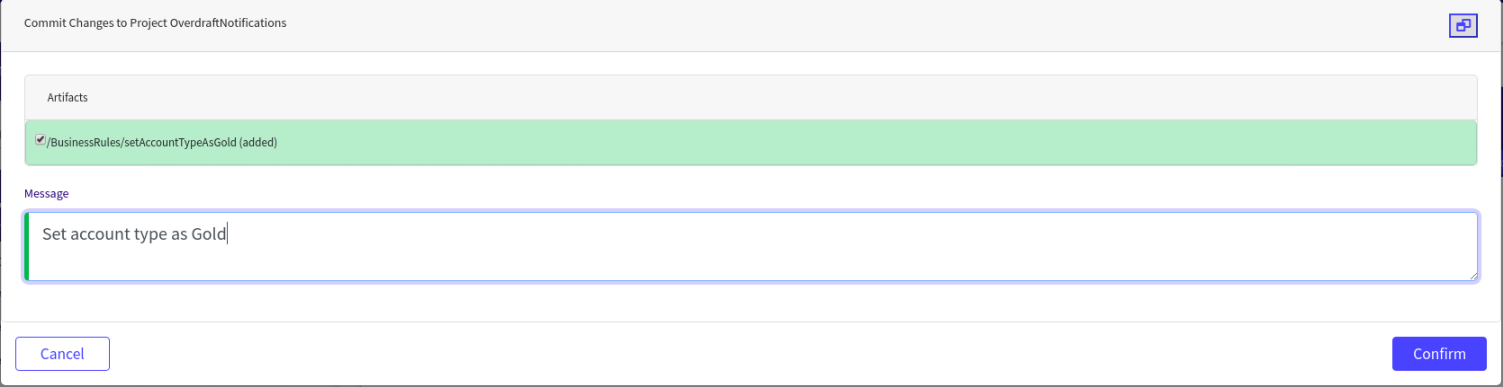 Commit Changes to Project OverdraftNotifications
Artifacts
/BusinessRules/setAccountTypeAsGold (added)
Message
Set account type as Gold
Cancel
Confirm